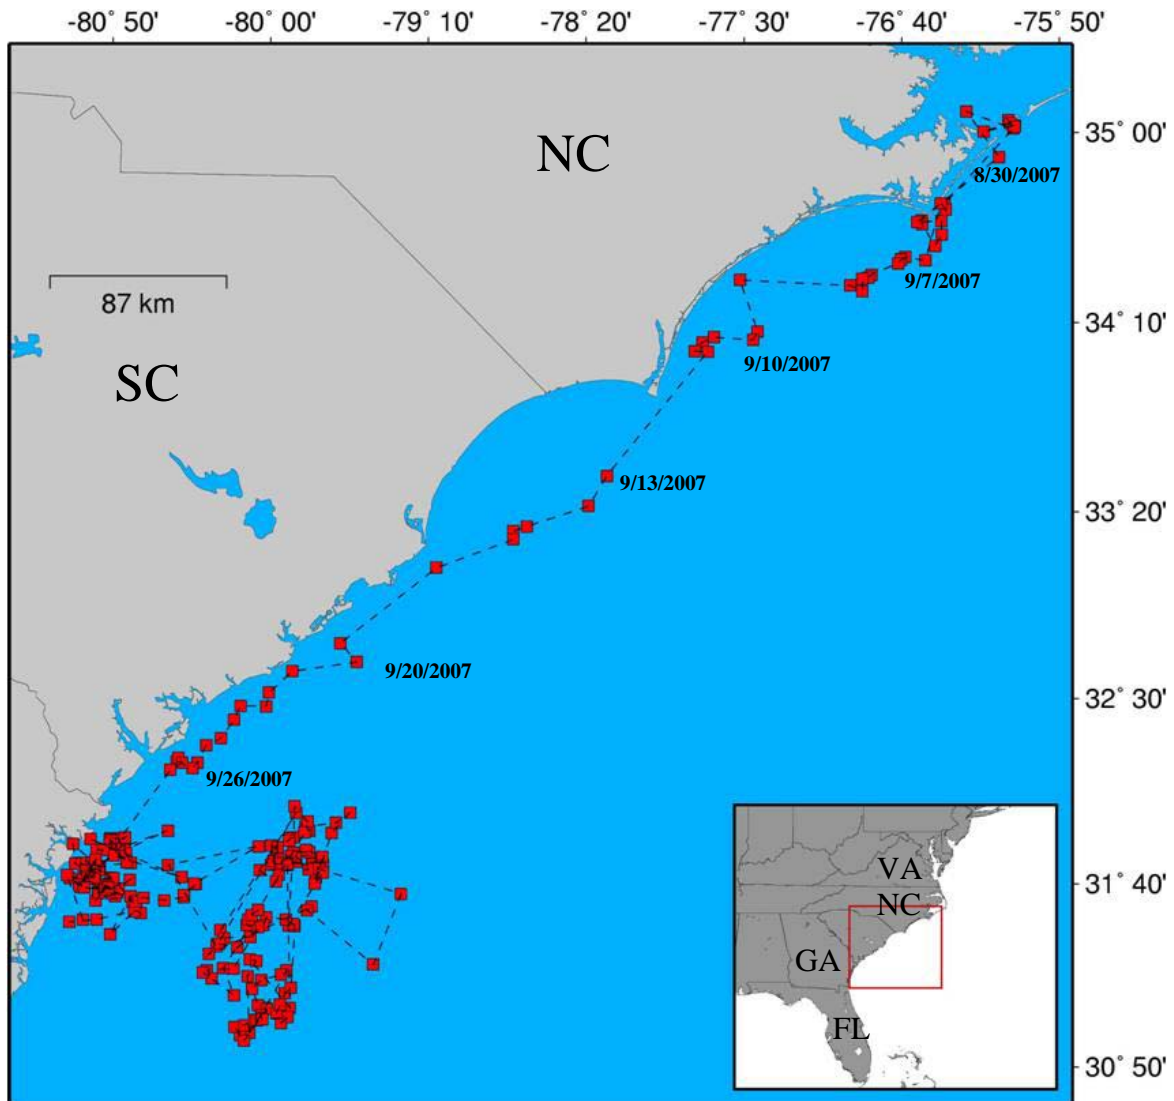 -80˚ 50' -80˚ 00' -79˚ 10' -78˚ 20' -77˚ 30' -76˚ 40' -75˚ 50'
35˚ 00'
NC
8/30/2007
9/7/2007
87 km
34˚ 10'
9/10/2007
SC
9/13/2007
33˚ 20'
9/20/2007
32˚ 30'
9/26/2007
VA
31˚ 40'
NC
GA
FL
30˚ 50'